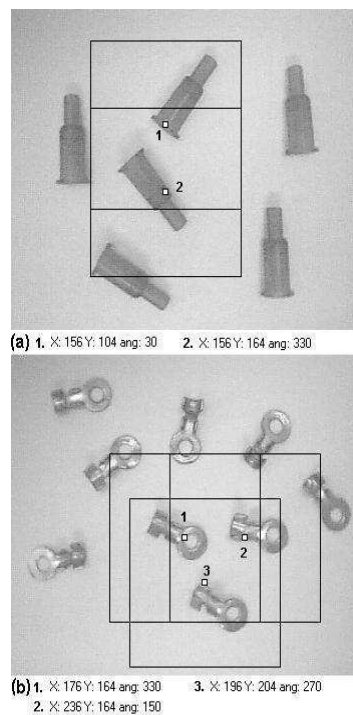 1
2
(a) 1. X: 156 Y: 104 ang: 30 2. X: 156 Y: 164 ang: 330
1
2
3
(b) 1. X: 176 Y: 164 ang: 330 3. X: 196 Y: 204 ang: 270
2. X: 236 Y: 164 ang: 150